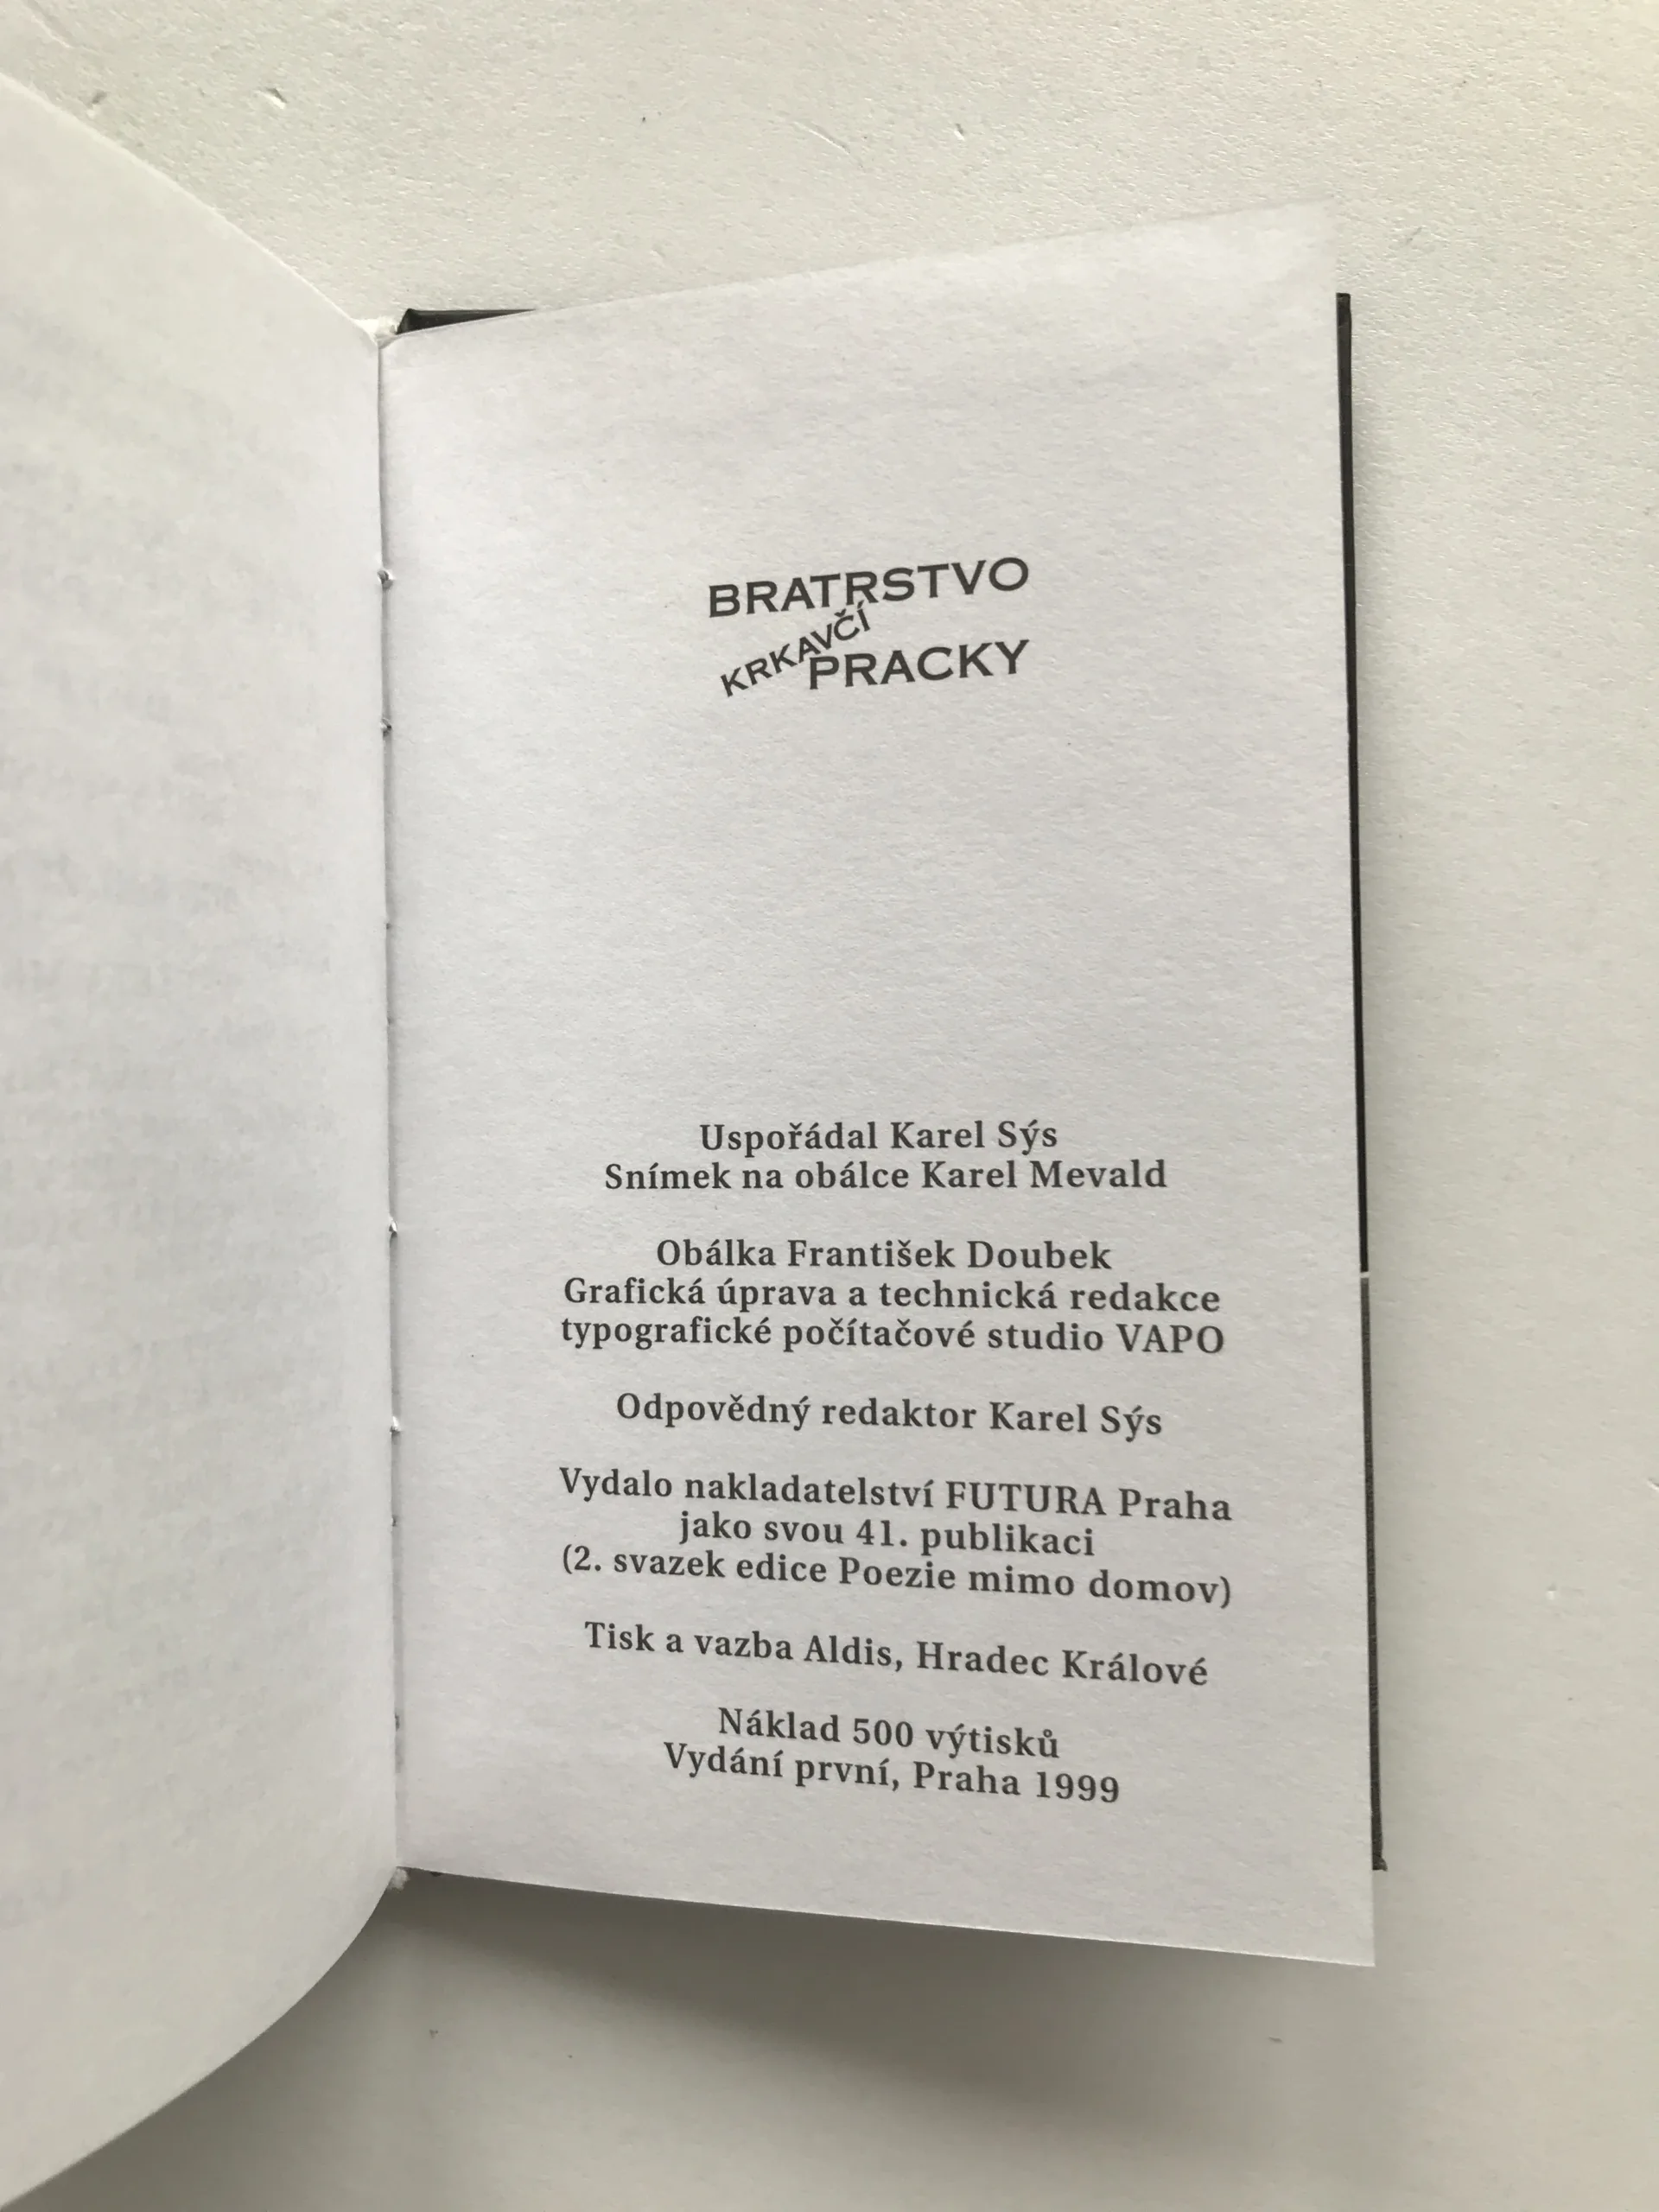 BRATRSTVO
KRKAVČÍ
PRACKY
Uspořádal Karel Sýs
Snímek na obálce Karel Mevald
Obálka František Doubek
Grafická úprava a technická redakce
typografické počítačové studio VAPO
Odpovědný redaktor Karel Sýs
Vydalo nakladatelství FUTURA Praha
jako svou 41. publikaci
(2. svazek edice Poezie mimo domov)
Tisk a vazba Aldis, Hradec Králové
Náklad 500 výtisků
Vydání první, Praha 1999